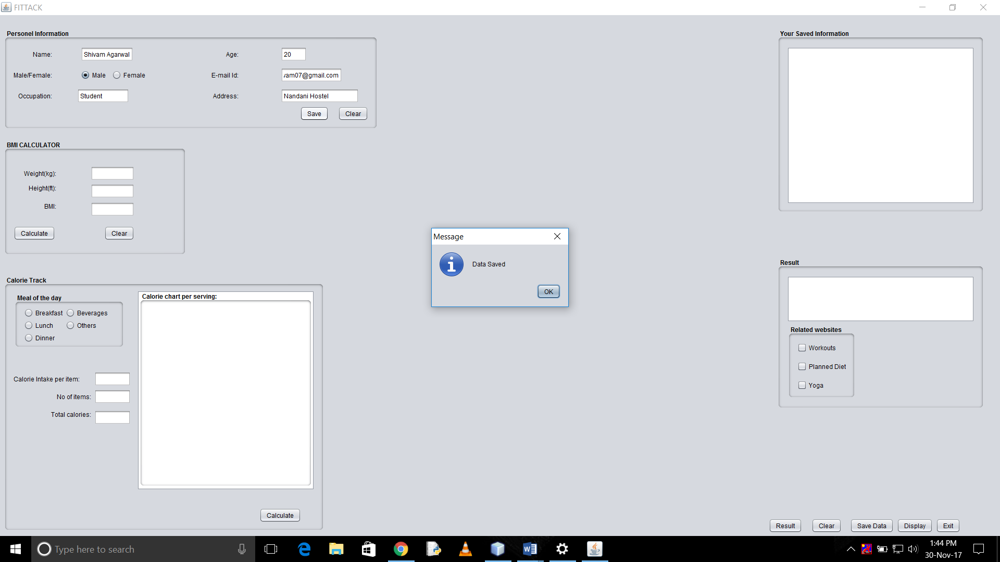 FITTACK
Personel Information
Name: Shivam Agarwal Age: 20
Male/Female: Male Female E-mail Id: vam07@gmail.com
Occupation: Student Address: Nandani Hostel
Save Clear
BMI CALCULATOR
Weight(kg):
Height(ft):
BMI:
Calculate Clear
Calorie Track
Meal of the day
Breakfast Beverages
Lunch Others
Dinner
Calorie Intake per item:
No of items:
Total calories:
Calorie chart per serving:
Calculate
Message
Data Saved
OK
Your Saved Information
Result
Related websites
Workouts
Planned Diet
Yoga
Result Clear Save Data Display Exit
Type here to search
1:44 PM
30-Nov-17